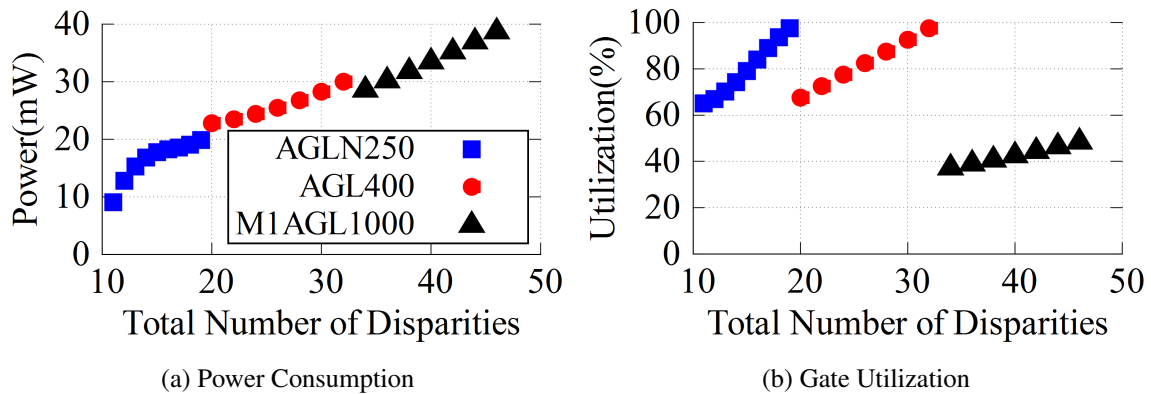 Power(mW)
40
30
20
10
0
AGLN250
AGL400
M1AGL1000
10 20 30 40 50
Total Number of Disparities
(a) Power Consumption
Utilization(%)
100
80
60
40
20
0
10 20 30 40 50
Total Number of Disparities
(b) Gate Utilization